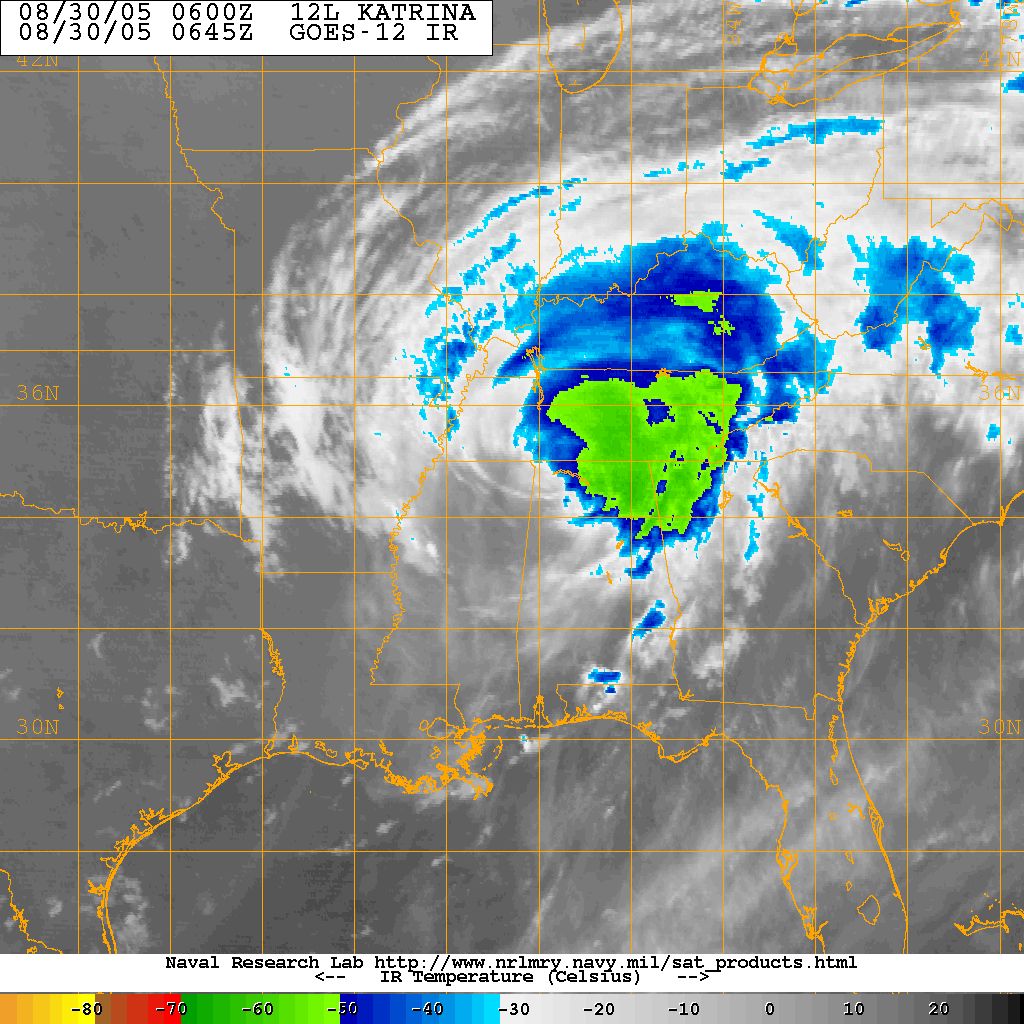 08/30/05 0600Z 12L KATRINA
08/30/05 0645Z GOES-12 IR
42N 84W 78W 42N
36N 36N
30N 30N
Naval Research Lab http://www.nrlmry.navy.mil/sat_products.html
<-- IR Temperature (Celsius) -->
-80 -70 -60 -50 -40 -30 -20 -10 0 10 20